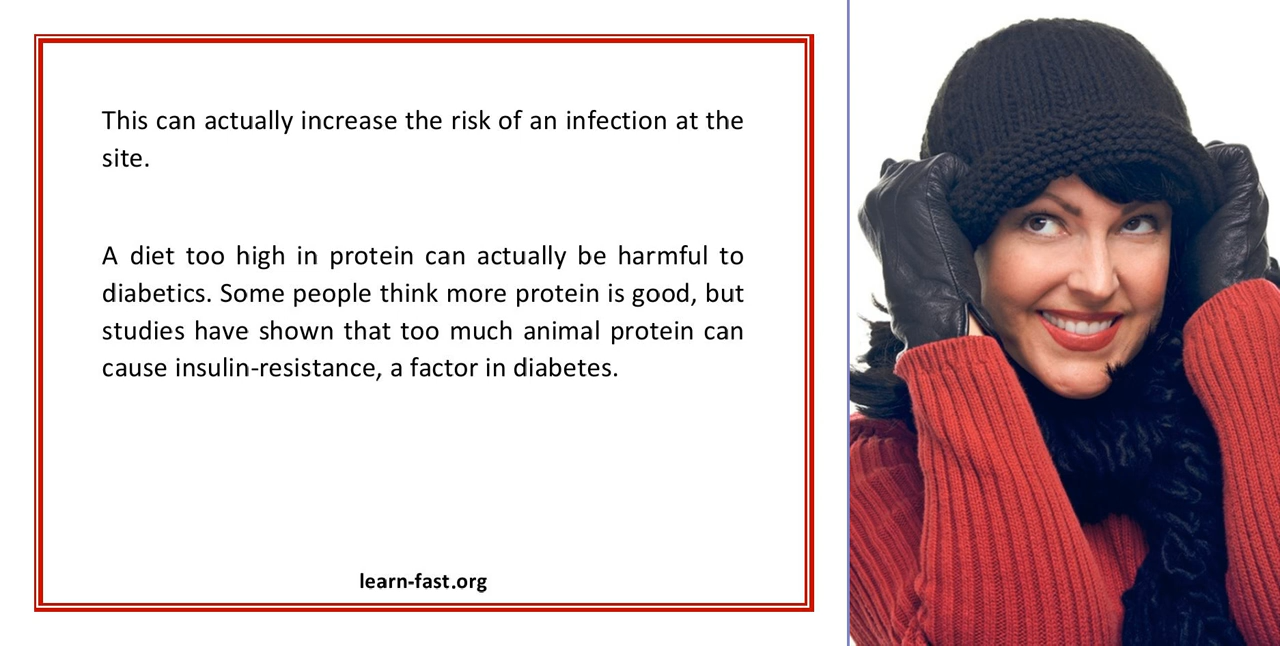 This can actually increase the risk of an infection at the
site.
A diet too high in protein can actually be harmful to
diabetics. Some people think more protein is good, but
studies have shown that too much animal protein can
cause insulin-resistance, a factor in diabetes.
learn-fast.org